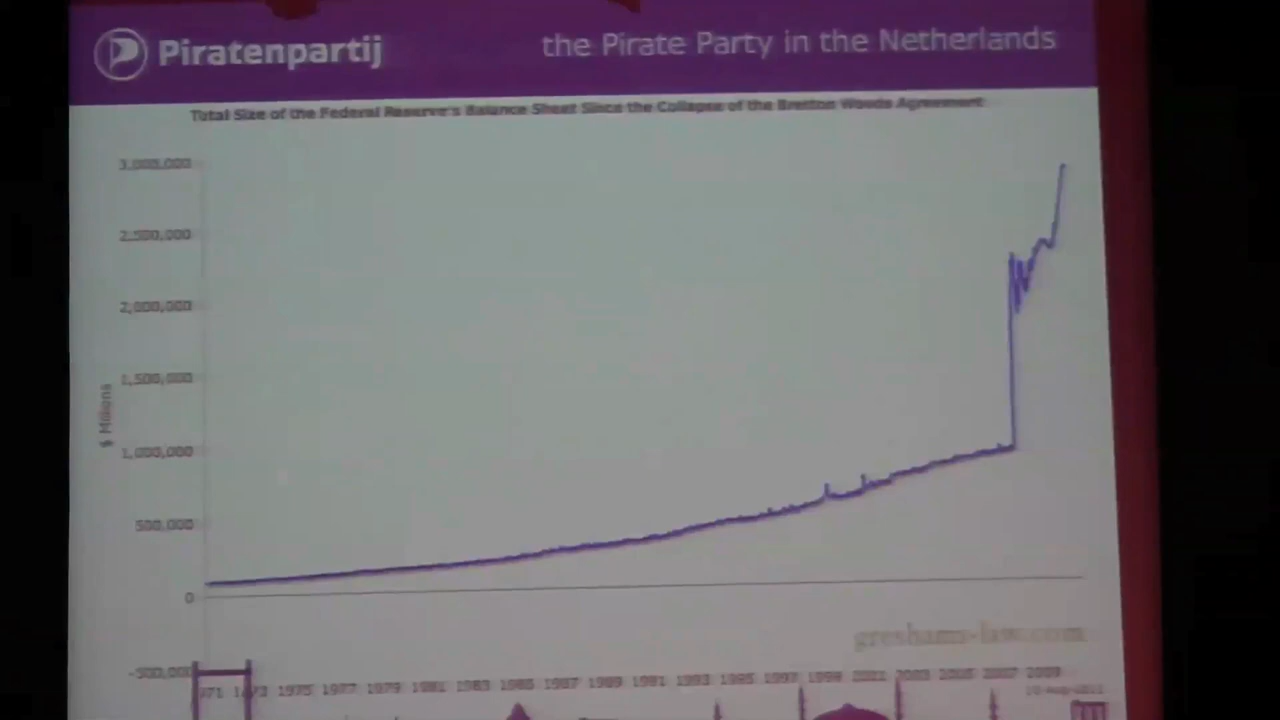 Piratenpartij
the Pirate Party in the Netherlands
Total Size of the Federal Reserve's Balance Sheet Since the Collapse of the Bretton Woods Agreement
3,000,000
2,500,000
2,000,000
1,500,000
1,000,000
500,000
0
-500,000
$ Millions
greshams-law.com
1975 1977 1979 1981 1983 1985 1987 1989 1991 1993 1995 1997 1999 2001 2003 2005 2007 2009